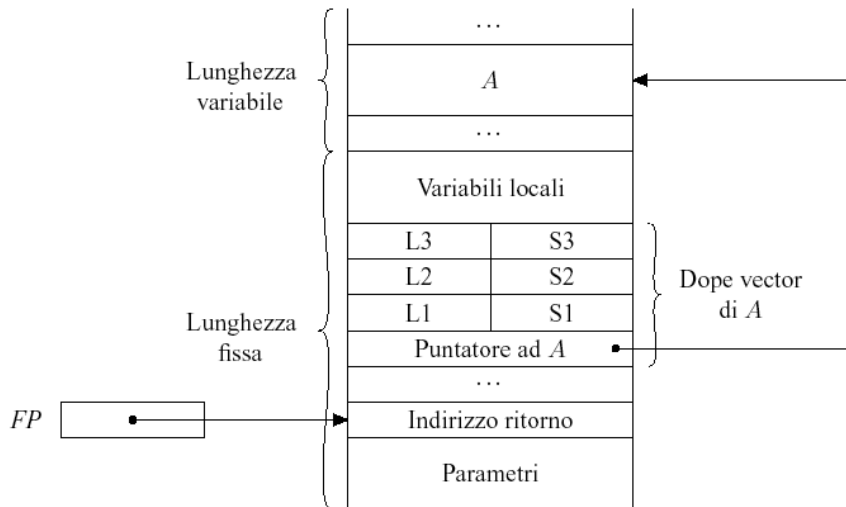 ...
Lunghezza
variabile
A
...
Variabili locali
L3 S3
L2 S2
L1 S1
Dope vector
di A
Lunghezza
fissa
Puntatore ad A
...
FP
Indirizzo ritorno
Parametri